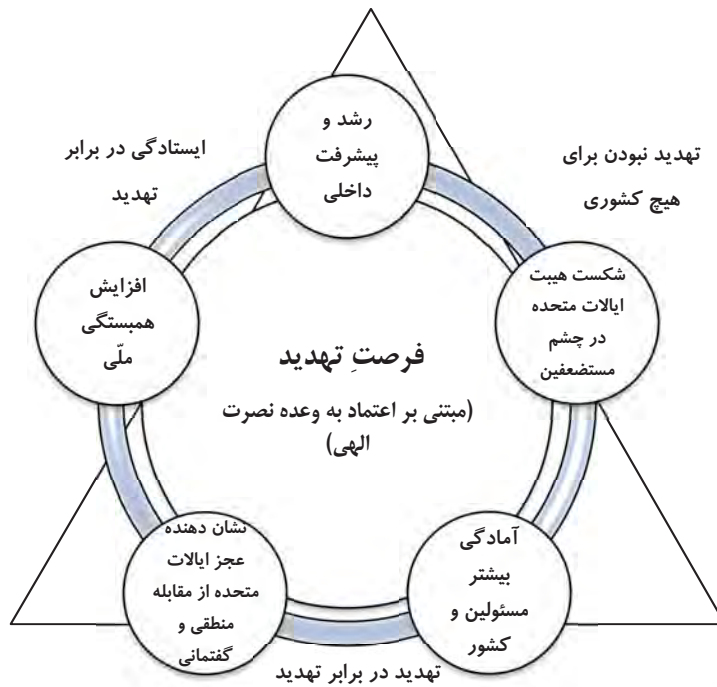 رشد و
پیشرفت
داخلی
ایستادگی در برابر
تهدید
تهدید نبودن برای
هیچ کشوری
شکست هیبت
ایالات متحده
در چشم
مستضعفین
افزایش
همبستگی
ملّی
فرصتِ تهدید
(مبتنی بر اعتماد به وعده نصرت
الهی)
آمادگی
بیشتر
مسئولین و
کشور
نشان دهنده
عجز ایالات
متحده از مقابله
منطقی و
گفتمانی
تهدید در برابر تهدید